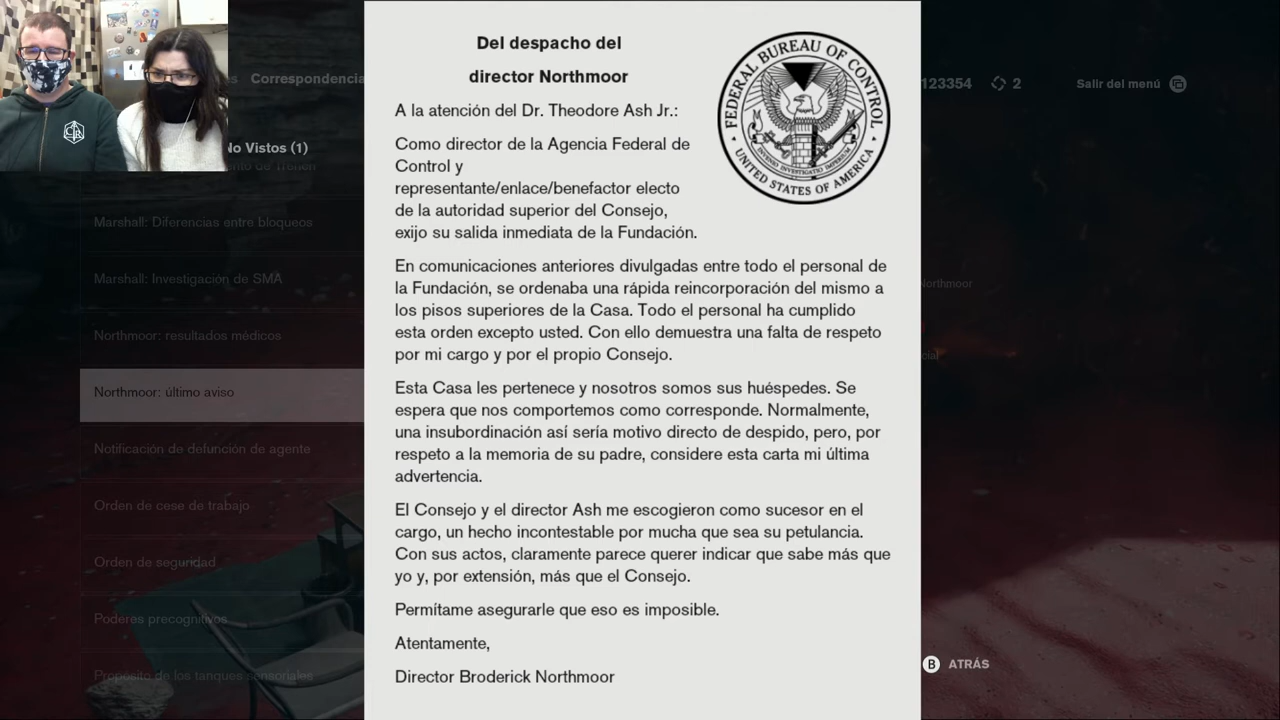 Correspondencia
No Vistos (1)
Marshall: Diferencias entre bloqueos
Marshall: Investigación de SMA
Northmoor: resultados médicos
Northmoor: último aviso
Notificación de defunción de agente
Orden de cese de trabajo
Orden de seguridad
Poderes precognitivos
Propósito de los tanques sensoriales
Del despacho del
director Northmoor
A la atención del Dr. Theodore Ash Jr.:
Como director de la Agencia Federal de
Control y
representante/enlace/benefactor electo
de la autoridad superior del Consejo,
exijo su salida inmediata de la Fundación.
En comunicaciones anteriores divulgadas entre todo el personal de
la Fundación, se ordenaba una rápida reincorporación del mismo a
los pisos superiores de la Casa. Todo el personal ha cumplido
esta orden excepto usted. Con ello demuestra una falta de respeto
por mi cargo y por el propio Consejo.
Esta Casa les pertenece y nosotros somos sus huéspedes. Se
espera que nos comportemos como corresponde. Normalmente,
una insubordinación así sería motivo directo de despido, pero, por
respeto a la memoria de su padre, considere esta carta mi última
advertencia.
El Consejo y el director Ash me escogieron como sucesor en el
cargo, un hecho incontestable por mucha que sea su petulancia.
Con sus actos, claramente parece querer indicar que sabe más que
yo y, por extensión, más que el Consejo.
Permítame asegurarle que eso es imposible.
Atentamente,
Director Broderick Northmoor
FEDERAL BUREAU OF CONTROL
UNITED STATES OF AMERICA
123354
2
Salir del menú
Northmoor
B ATRÁS